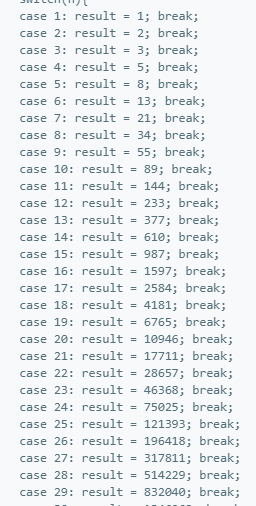 switch(n){
case 1: result = 1; break;
case 2: result = 2; break;
case 3: result = 3; break;
case 4: result = 5; break;
case 5: result = 8; break;
case 6: result = 13; break;
case 7: result = 21; break;
case 8: result = 34; break;
case 9: result = 55; break;
case 10: result = 89; break;
case 11: result = 144; break;
case 12: result = 233; break;
case 13: result = 377; break;
case 14: result = 610; break;
case 15: result = 987; break;
case 16: result = 1597; break;
case 17: result = 2584; break;
case 18: result = 4181; break;
case 19: result = 6765; break;
case 20: result = 10946; break;
case 21: result = 17711; break;
case 22: result = 28657; break;
case 23: result = 46368; break;
case 24: result = 75025; break;
case 25: result = 121393; break;
case 26: result = 196418; break;
case 27: result = 317811; break;
case 28: result = 514229; break;
case 29: result = 832040; break;